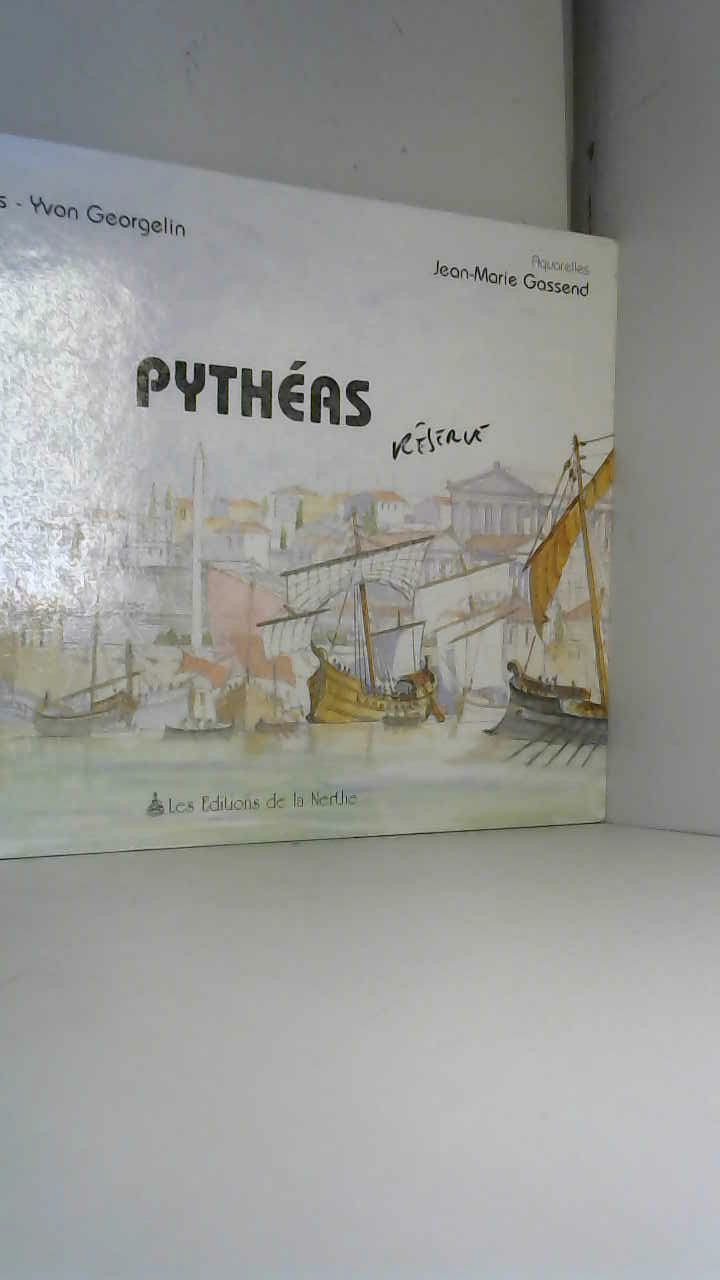 s - Yvon Georgelin
Aquarelles
Jean-Marie Gassend
PYTHÉAS
RÉSERVÉ
Les Editions de la Nerthe